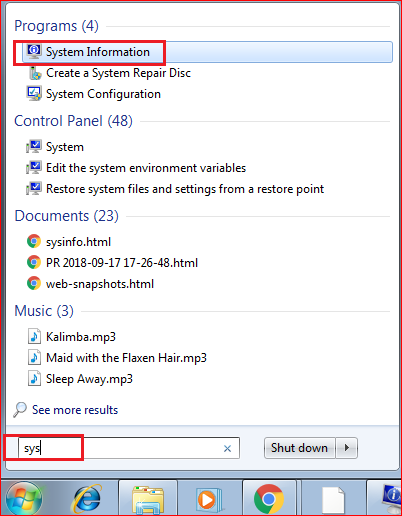 Programs (4)
System Information
Create a System Repair Disc
System Configuration
Control Panel (48)
System
Edit the system environment variables
Restore system files and settings from a restore point
Documents (23)
sysinfo.html
PR 2018-09-17 17-26-48.html
web-snapshots.html
Music (3)
Kalimba.mp3
Maid with the Flaxen Hair.mp3
Sleep Away.mp3
See more results
sys
Shut down